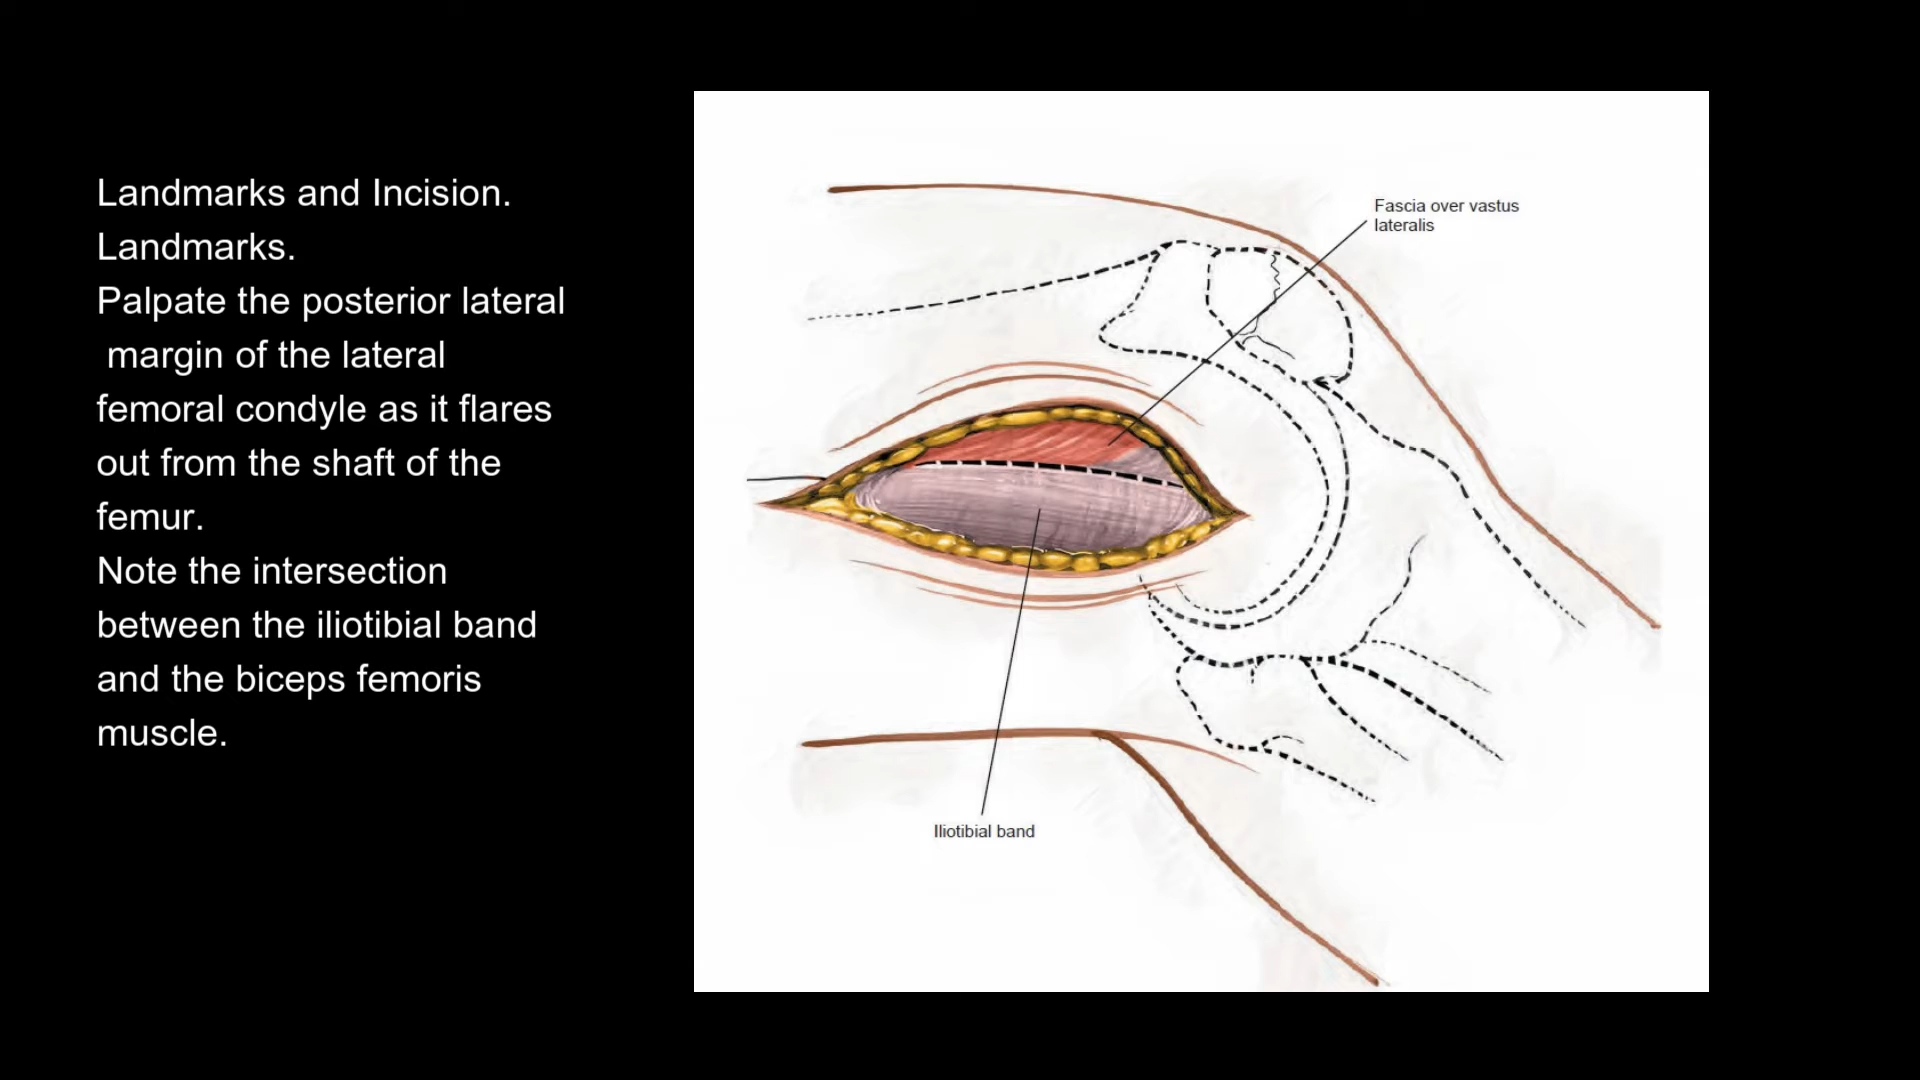 Landmarks and Incision.
Landmarks.
Palpate the posterior lateral
margin of the lateral
femoral condyle as it flares
out from the shaft of the
femur.
Note the intersection
between the iliotibial band
and the biceps femoris
muscle.
Fascia over vastus
lateralis
Iliotibial band